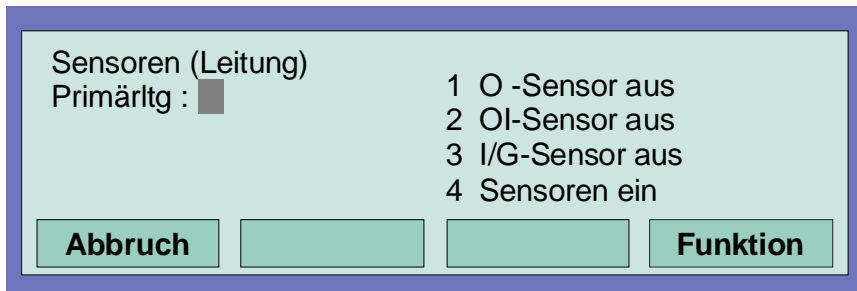 Sensoren (Leitung)
Primärltg :
1 O -Sensor aus
2 OI-Sensor aus
3 I/G-Sensor aus
4 Sensoren ein
Abbruch
Funktion